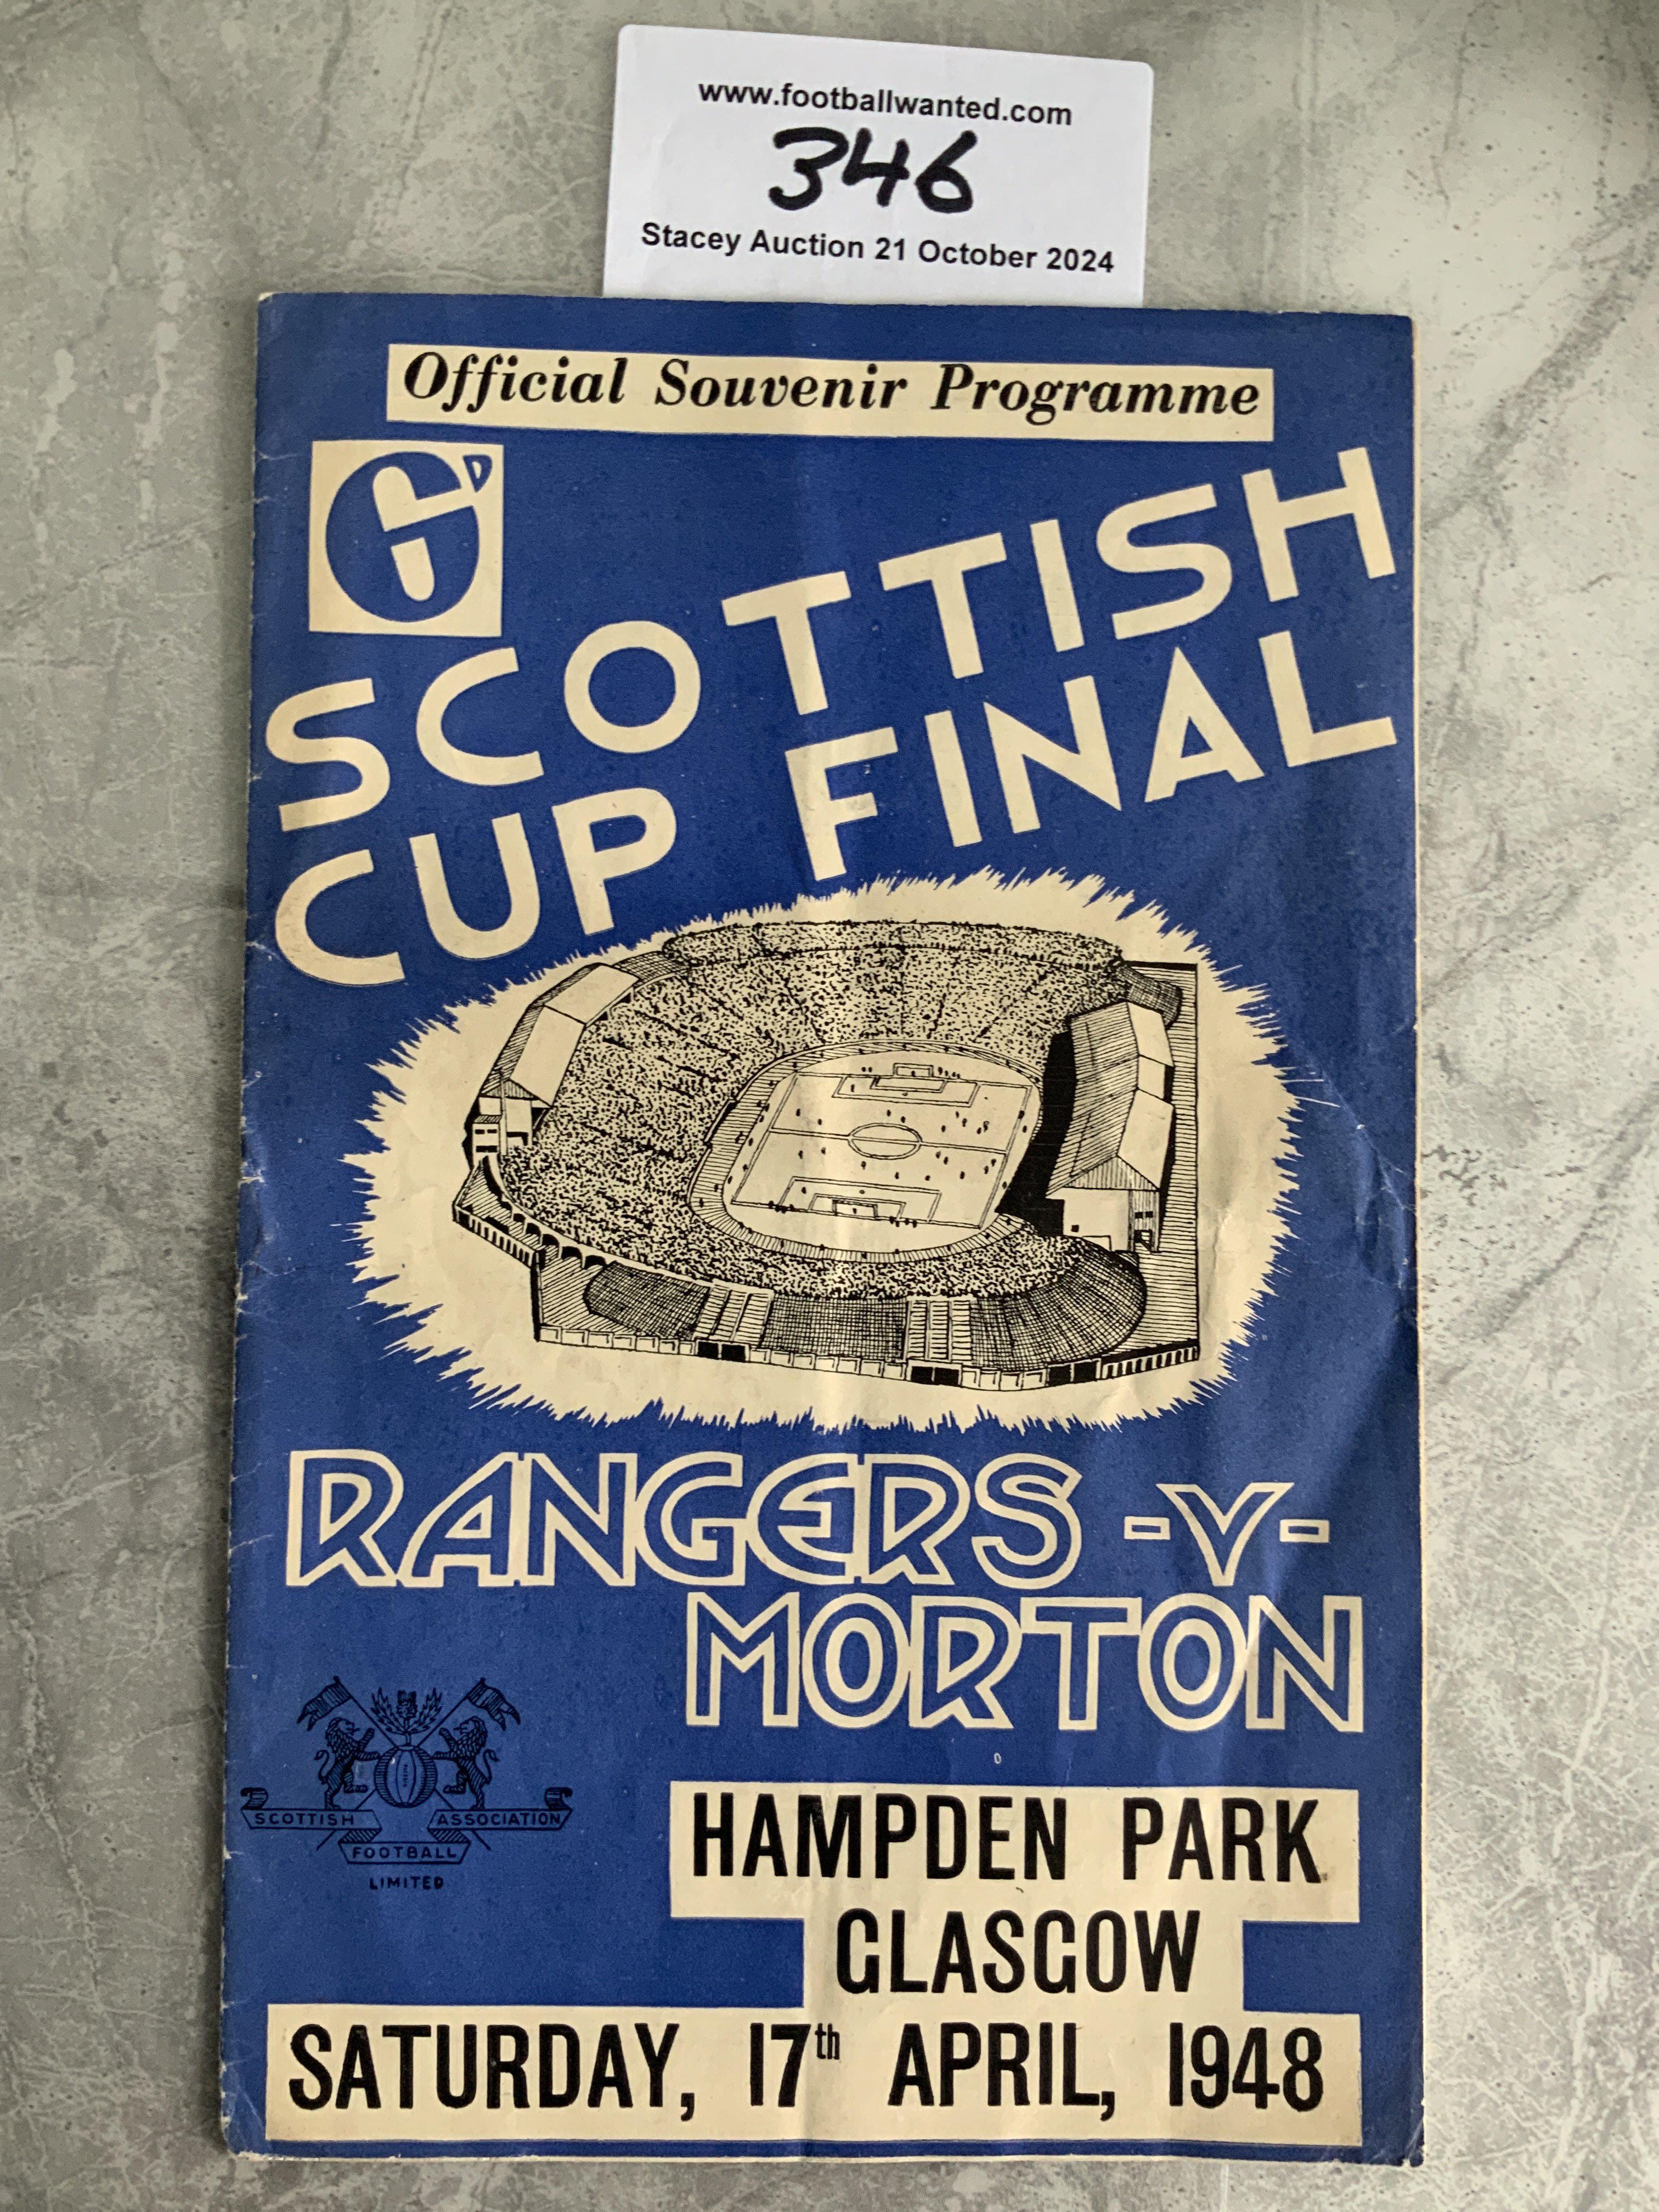 www.footballwanted.com
346
Stacey Auction 21 October 2024
Official Souvenir Programme
6D
SCOTTISH
CUP FINAL
RANGERS -V-
MORTON
SCOTTISH ASSOCIATION
FOOTBALL
LIMITED
HAMPDEN PARK
GLASGOW
SATURDAY, 17th APRIL, 1948